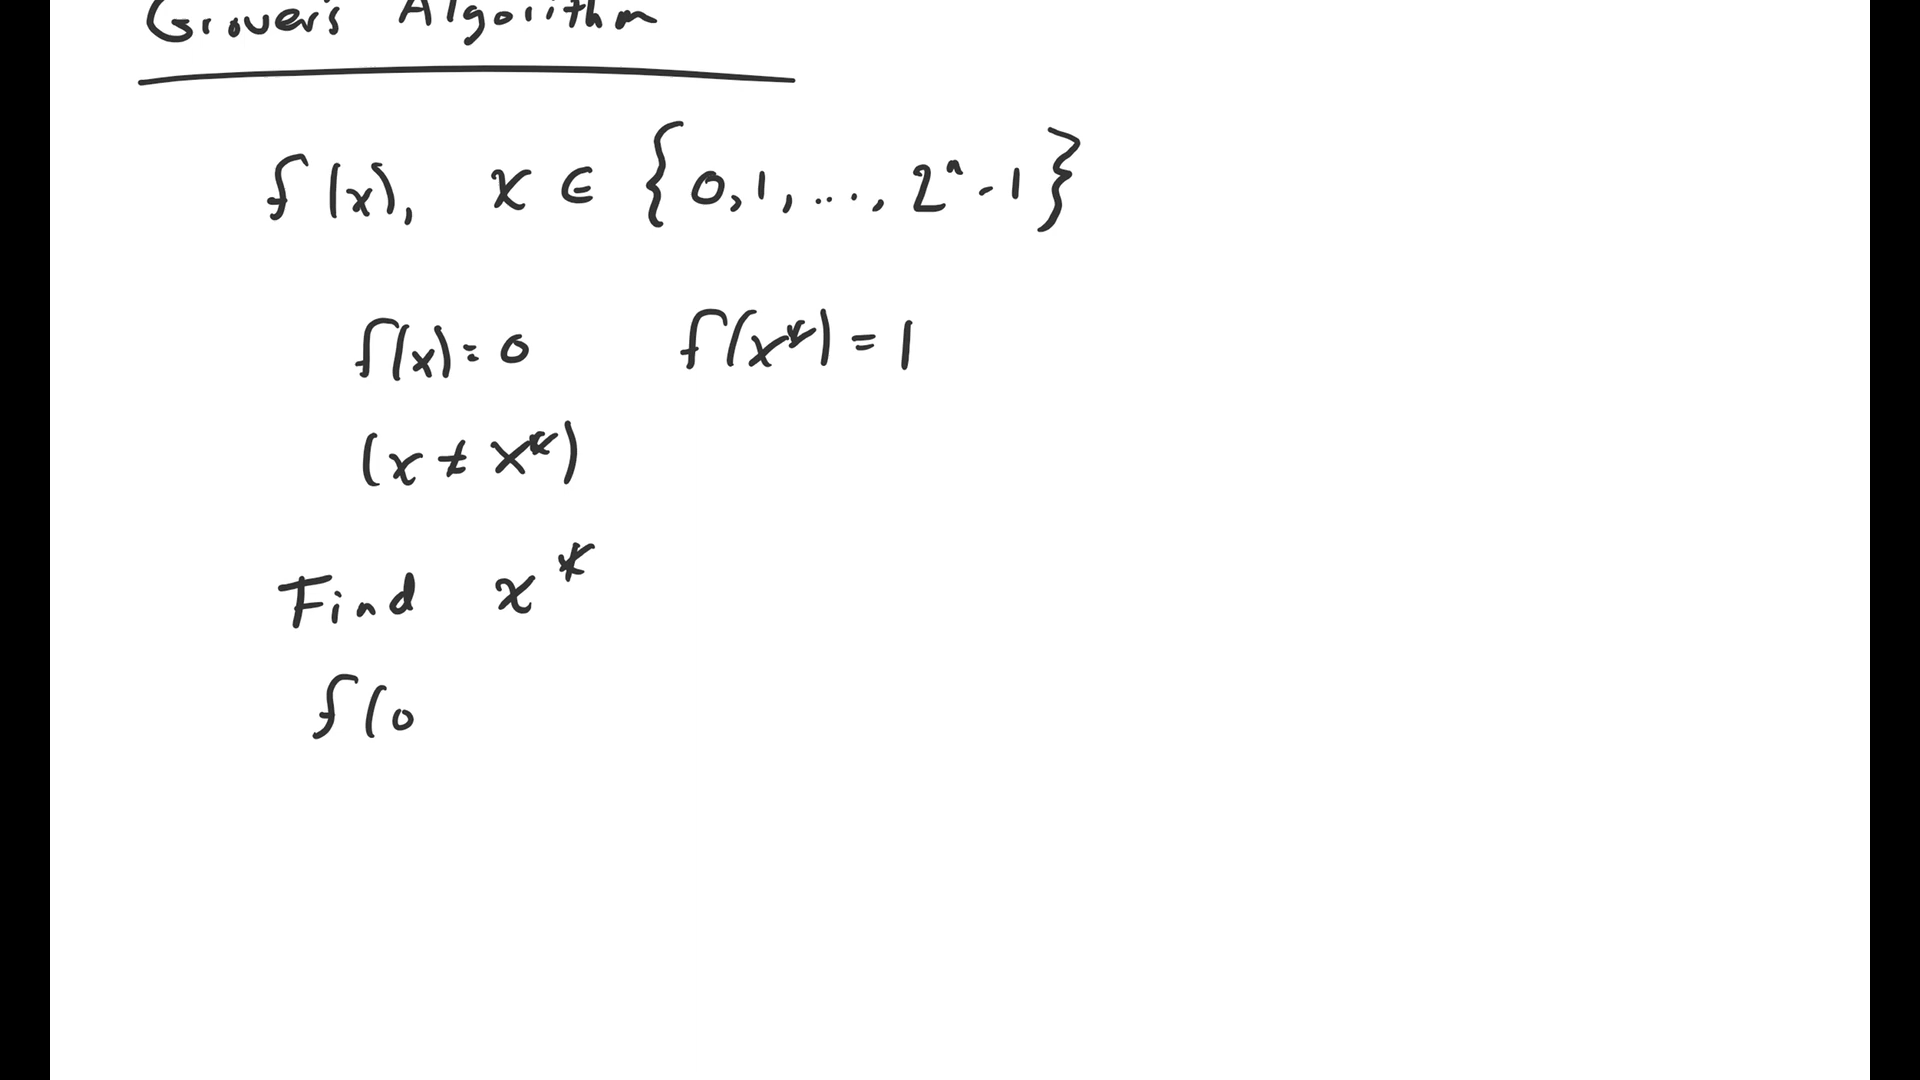 Grover's Algorithm
f(x), x ∈ {0, 1, ..., 2ⁿ - 1}
f(x) = 0 f(x*) = 1
(x ≠ x*)
Find x*
f(0